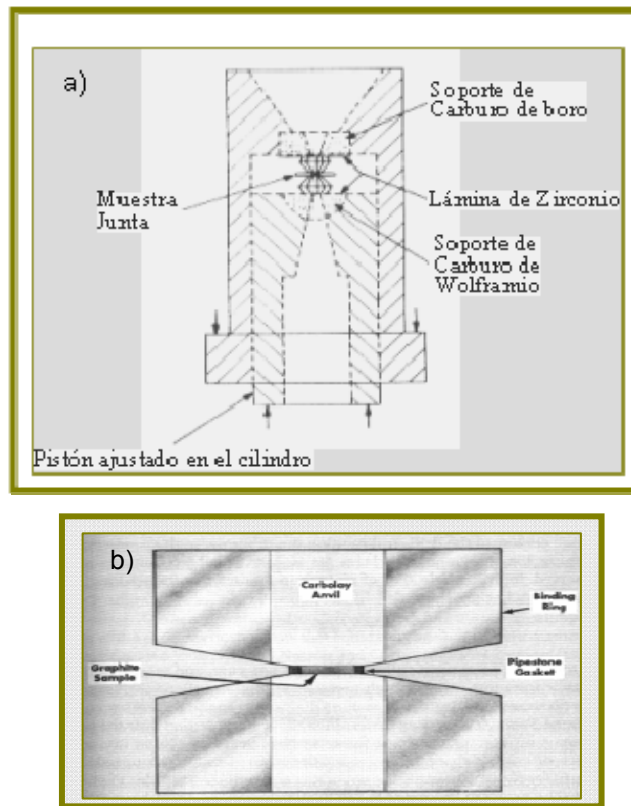 a)
Soporte de
Carburo de boro
Muestra
Junta
Lámina de Zirconio
Soporte de
Carburo de
Wolframio
Pistón ajustado en el cilindro
b)
Carboloy
Anvil
Binding
Ring
Graphite
Sample
Pipestone
Gasket